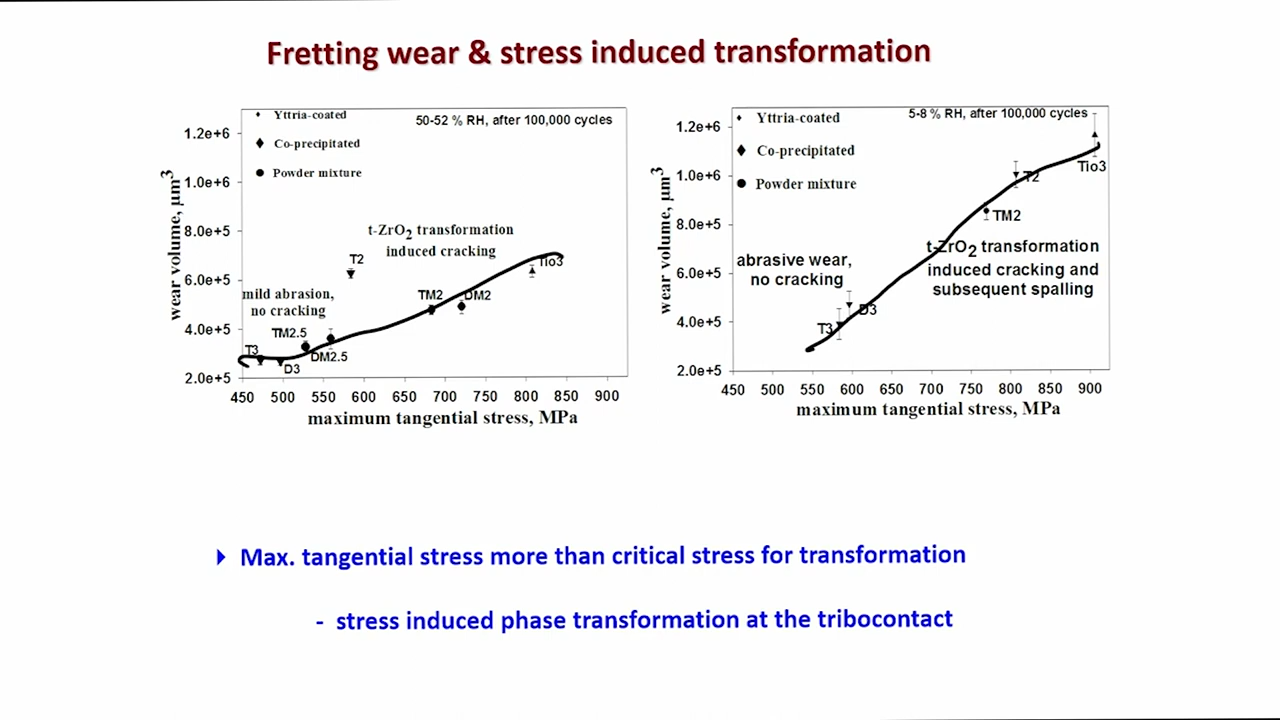 Fretting wear & stress induced transformation
Yttria-coated
50-52 % RH, after 100,000 cycles
Co-precipitated
Powder mixture
1.2e+6
1.0e+6
8.0e+5
6.0e+5
4.0e+5
2.0e+5
wear volume, µm³
t-ZrO₂ transformation
induced cracking
T2
Tio3
mild abrasion,
no cracking
TM2
DM2
TM2.5
T3
DM2.5
D3
450 500 550 600 650 700 750 800 850 900
maximum tangential stress, MPa
5-8 % RH, after 100,000 cycles
Yttria-coated
Co-precipitated
Powder mixture
1.2e+6
1.0e+6
8.0e+5
6.0e+5
4.0e+5
2.0e+5
wear volume, µm³
Tio3
T2
TM2
abrasive wear,
no cracking
t-ZrO₂ transformation
induced cracking and
subsequent spalling
D3
T3
450 500 550 600 650 700 750 800 850 900
maximum tangential stress, MPa
Max. tangential stress more than critical stress for transformation
- stress induced phase transformation at the tribocontact